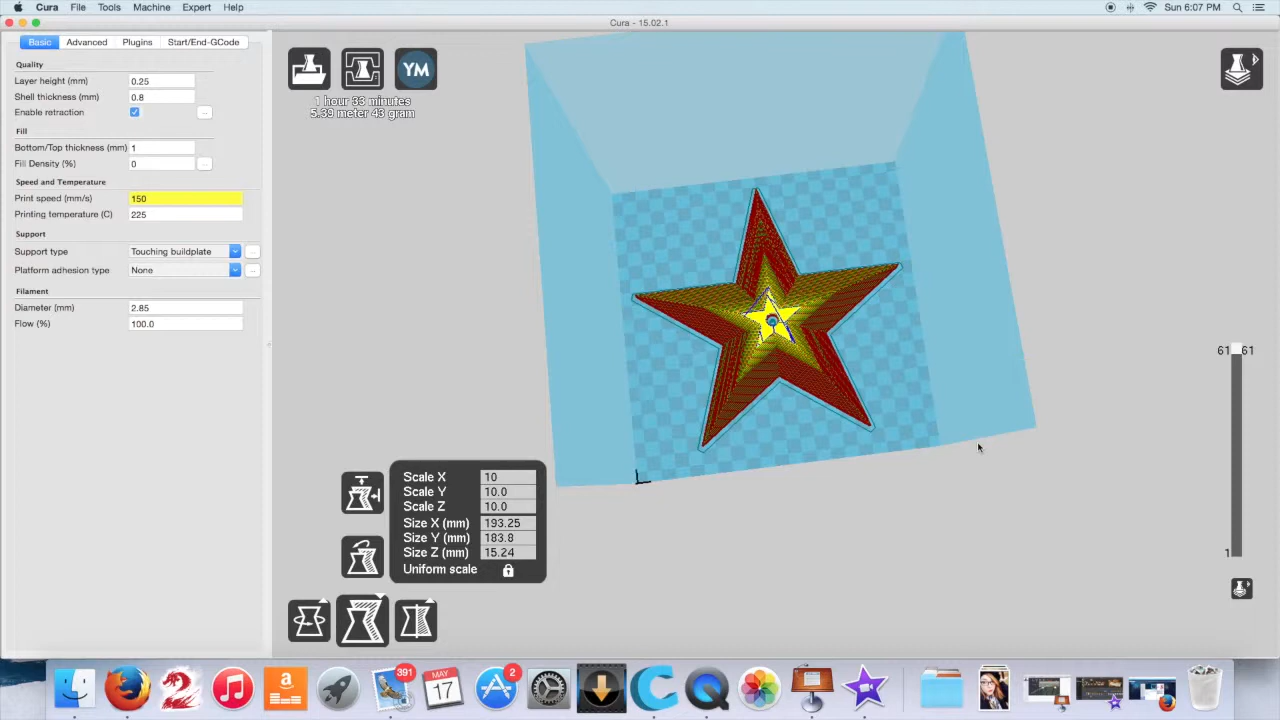 Cura File Tools Machine Expert Help
Sun 6:07 PM
Cura - 15.02.1
Basic Advanced Plugins Start/End-GCode
Quality
Layer height (mm) 0.25
Shell thickness (mm) 0.8
Enable retraction ...
Fill
Bottom/Top thickness (mm) 1
Fill Density (%) 0 ...
Speed and Temperature
Print speed (mm/s) 150
Printing temperature (C) 225
Support
Support type Touching buildplate ...
Platform adhesion type None ...
Filament
Diameter (mm) 2.85
Flow (%) 100.0
YM
1 hour 33 minutes
5.39 meter 43 gram
61 61
1
Scale X 10
Scale Y 10.0
Scale Z 10.0
Size X (mm) 193.25
Size Y (mm) 183.8
Size Z (mm) 15.24
Uniform scale
391
MAY
17
2